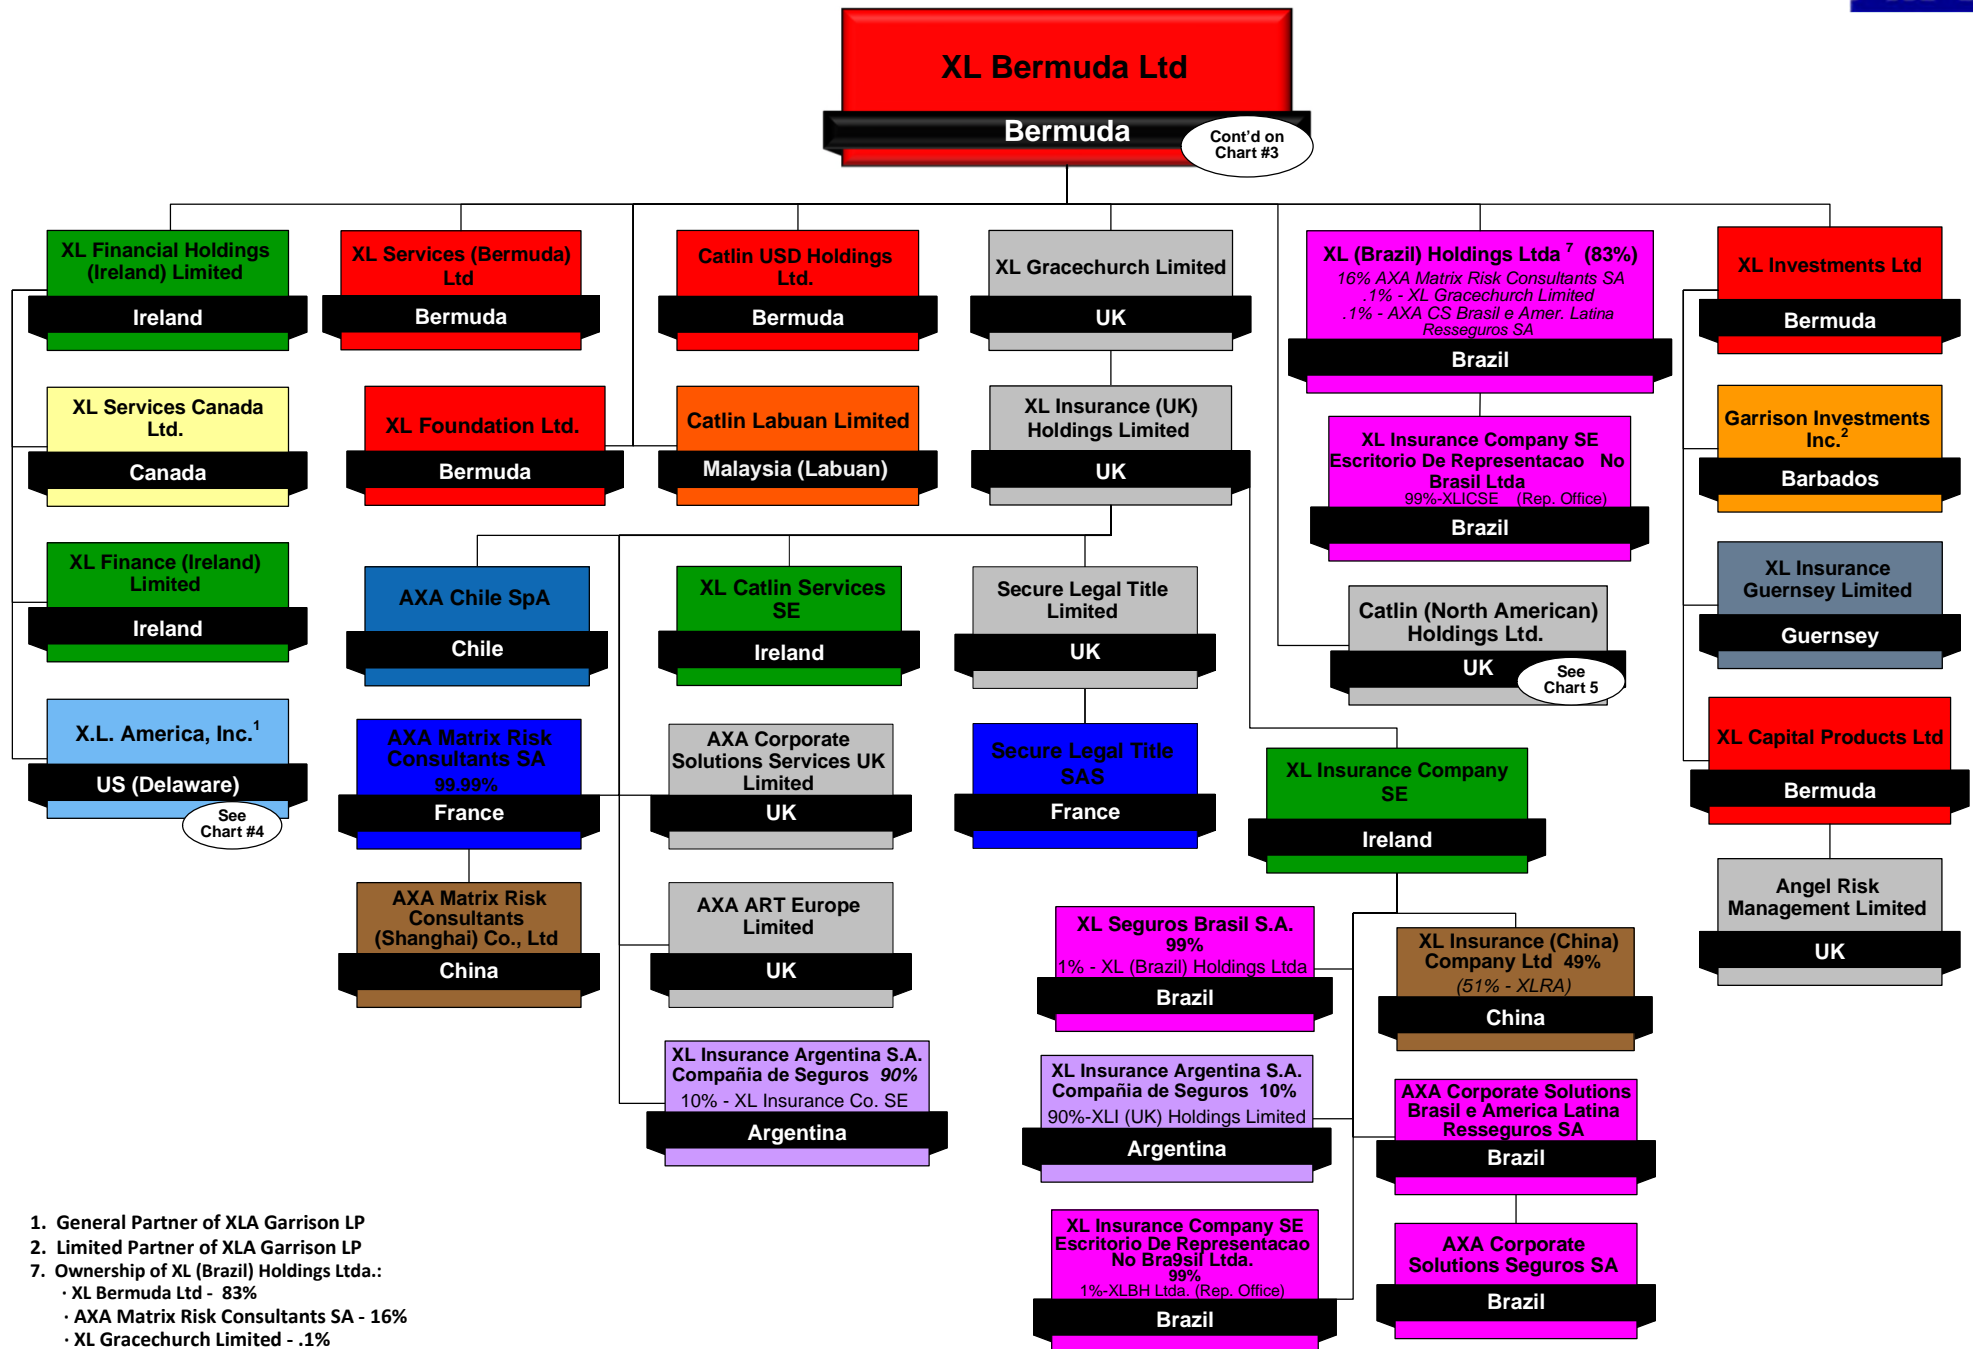 XL Bermuda Ltd
Bermuda
Cont'd on
Chart #3
XL Financial Holdings
(Ireland) Limited
Ireland
XL Services (Bermuda)
Ltd
Bermuda
Catlin USD Holdings
Ltd.
Bermuda
XL Gracechurch Limited
UK
XL (Brazil) Holdings Ltda 7 (83%)
16% AXA Matrix Risk Consultants SA
.1% - XL Gracechurch Limited
.1% - AXA CS Brasil e Amer. Latina
Resseguros SA
Brazil
XL Investments Ltd
Bermuda
XL Services Canada
Ltd.
Canada
XL Foundation Ltd.
Bermuda
Catlin Labuan Limited
Malaysia (Labuan)
XL Insurance (UK)
Holdings Limited
UK
XL Insurance Company SE
Escritorio De Representacao No
Brasil Ltda
99%-XLICSE (Rep. Office)
Brazil
Garrison Investments
Inc.2
Barbados
XL Finance (Ireland)
Limited
Ireland
AXA Chile SpA
Chile
XL Catlin Services
SE
Ireland
Secure Legal Title
Limited
UK
Catlin (North American)
Holdings Ltd.
UK
See
Chart 5
XL Insurance
Guernsey Limited
Guernsey
X.L. America, Inc.1
US (Delaware)
See
Chart #4
AXA Matrix Risk
Consultants SA
99.99%
France
AXA Corporate
Solutions Services UK
Limited
UK
Secure Legal Title
SAS
France
XL Insurance Company
SE
Ireland
XL Capital Products Ltd
Bermuda
AXA Matrix Risk
Consultants
(Shanghai) Co., Ltd
China
AXA ART Europe
Limited
UK
XL Seguros Brasil S.A.
99%
1% - XL (Brazil) Holdings Ltda
Brazil
XL Insurance (China)
Company Ltd 49%
(51% - XLRA)
China
Angel Risk
Management Limited
UK
XL Insurance Argentina S.A.
Compañia de Seguros 90%
10% - XL Insurance Co. SE
Argentina
XL Insurance Argentina S.A.
Compañia de Seguros 10%
90%-XLI (UK) Holdings Limited
Argentina
AXA Corporate Solutions
Brasil e America Latina
Resseguros SA
Brazil
XL Insurance Company SE
Escritorio De Representacao
No Bra9sil Ltda.
99%
1%-XLBH Ltda. (Rep. Office)
Brazil
AXA Corporate
Solutions Seguros SA
Brazil
1. General Partner of XLA Garrison LP
2. Limited Partner of XLA Garrison LP
7. Ownership of XL (Brazil) Holdings Ltda.:
· XL Bermuda Ltd - 83%
· AXA Matrix Risk Consultants SA - 16%
· XL Gracechurch Limited - .1%